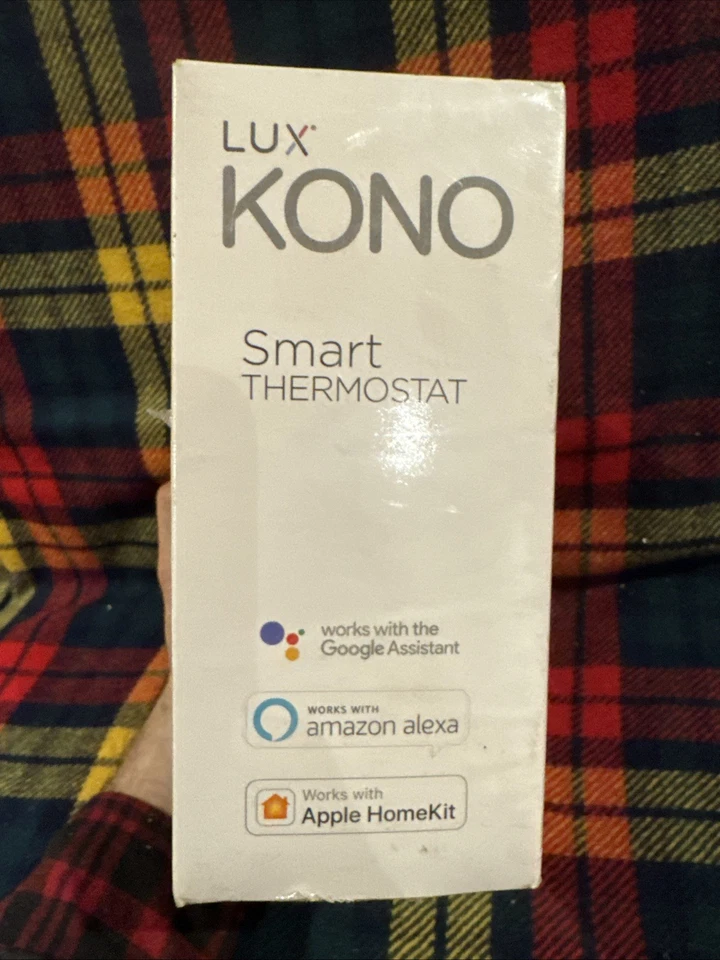 LUX
KONO
Smart
THERMOSTAT
works with the
Google Assistant
WORKS WITH
amazon alexa
Works with
Apple HomeKit